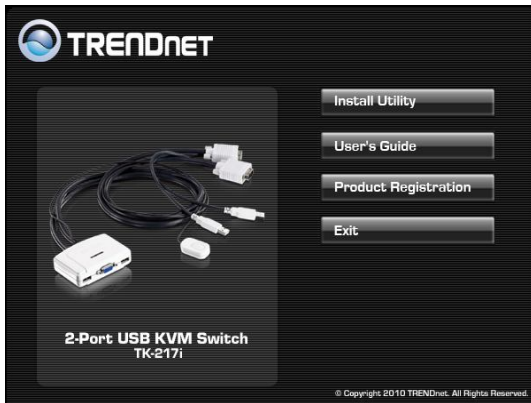 TRENDNET
Install Utility
User's Guide
Product Registration
Exit
2-Port USB KVM Switch
TK-217i
© Copyright 2010 TRENDnet. All Rights Reserved.